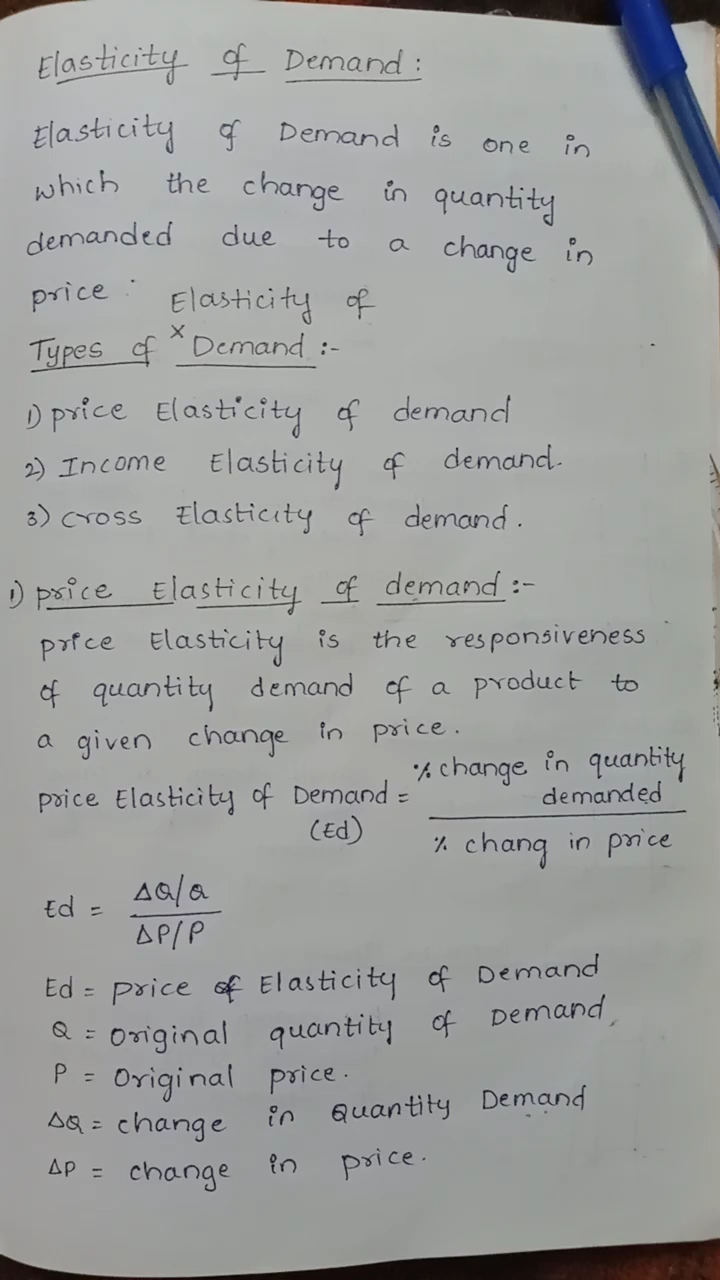 Elasticity of Demand :
Elasticity of Demand is one in
which the change in quantity
demanded due to a change in
price .
Elasticity of
Types of x Demand :-
1) price Elasticity of demand
2) Income Elasticity of demand.
3) cross Elasticity of demand.
1) price Elasticity of demand :-
price Elasticity is the responsiveness
of quantity demand of a product to
a given change in price.
price Elasticity of Demand = % change in quantity demanded
(Ed)
% chang in price
Ed = ΔQ/Q
ΔP/P
Ed = price of Elasticity of Demand
Q = original quantity of Demand
P = Original price.
ΔQ = change in Quantity Demand
ΔP = change in price.